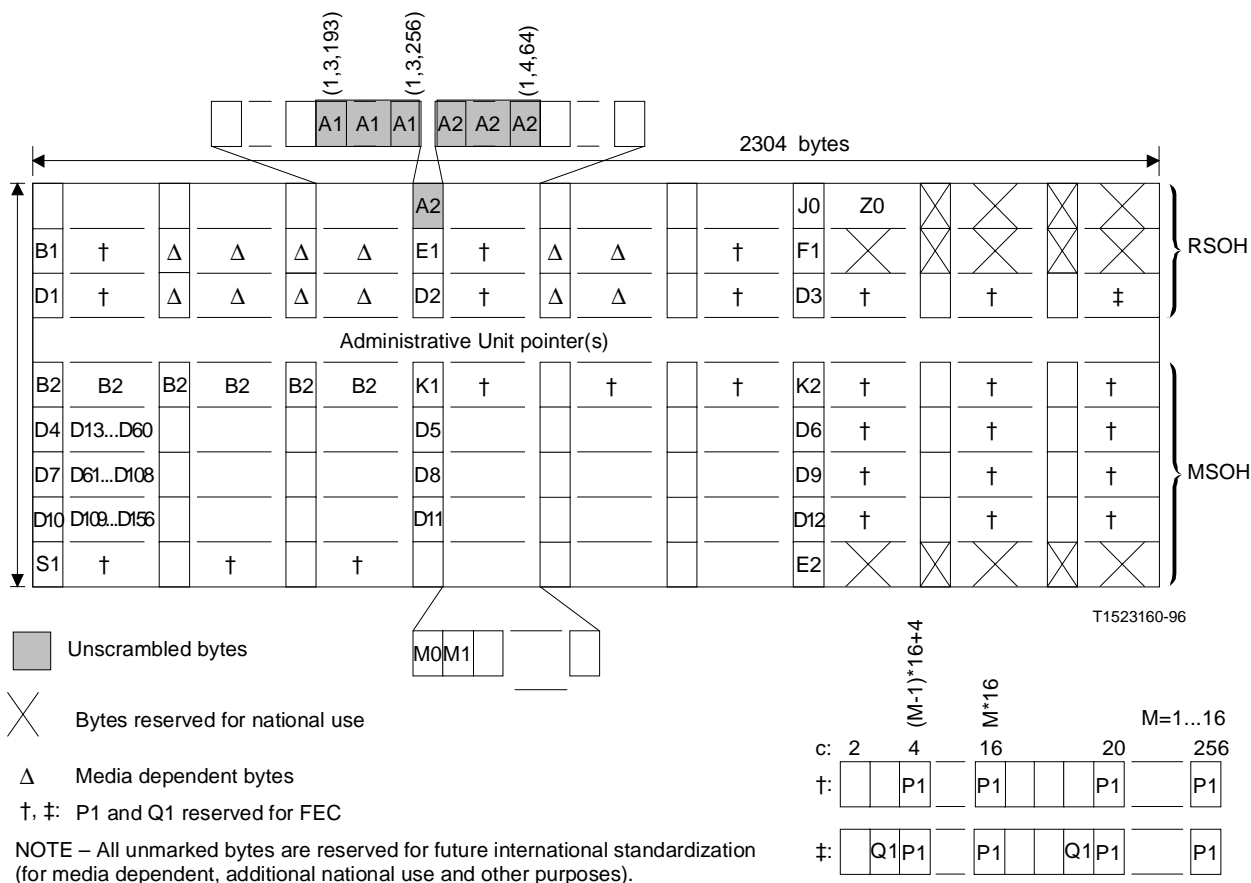 (1,3,193) (1,3,256) (1,4,64)
A1 A1 A1 A2 A2 A2
2304 bytes
A2 J0 Z0
B1 † Δ Δ Δ Δ E1 † Δ Δ † F1
RSOH
D1 † Δ Δ Δ Δ D2 † Δ Δ † D3 † † ‡
Administrative Unit pointer(s)
B2 B2 B2 B2 B2 B2 K1 † † † K2 † † †
D4 D13...D60 D5 D6 † † †
D7 D61...D108 D8 D9 † † †
MSOH
D10 D109...D156 D11 D12 † † †
S1 † † † E2
T1523160-96
M0 M1
Unscrambled bytes
Bytes reserved for national use
Δ Media dependent bytes
†, ‡: P1 and Q1 reserved for FEC
NOTE – All unmarked bytes are reserved for future international standardization
(for media dependent, additional national use and other purposes).
(M-1)*16+4 M*16
M=1...16
c: 2 4 16 20 256
†: P1 P1 P1 P1
‡: Q1 P1 P1 Q1 P1 P1